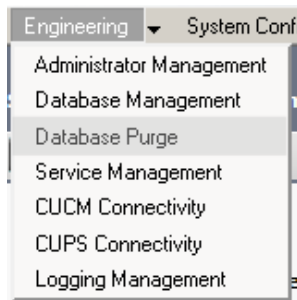 Engineering System Conf
Administrator Management
Database Management
Database Purge
Service Management
CUCM Connectivity
CUPS Connectivity
Logging Management